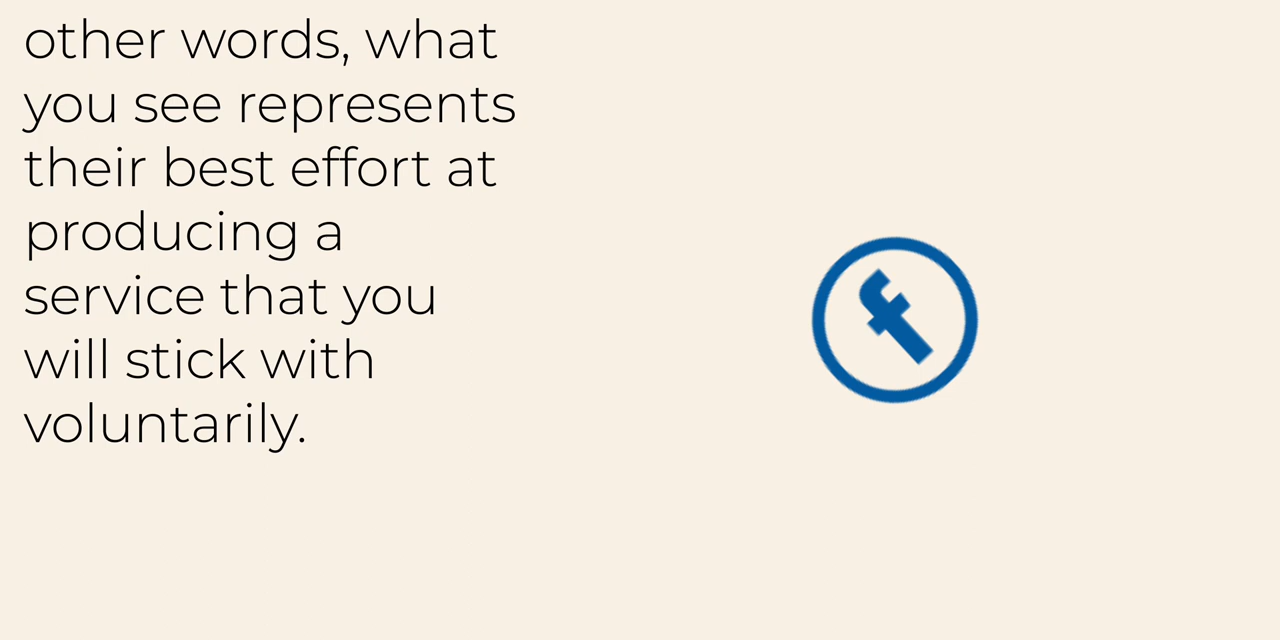 other words, what
you see represents
their best effort at
producing a
service that you
will stick with
voluntarily.
f